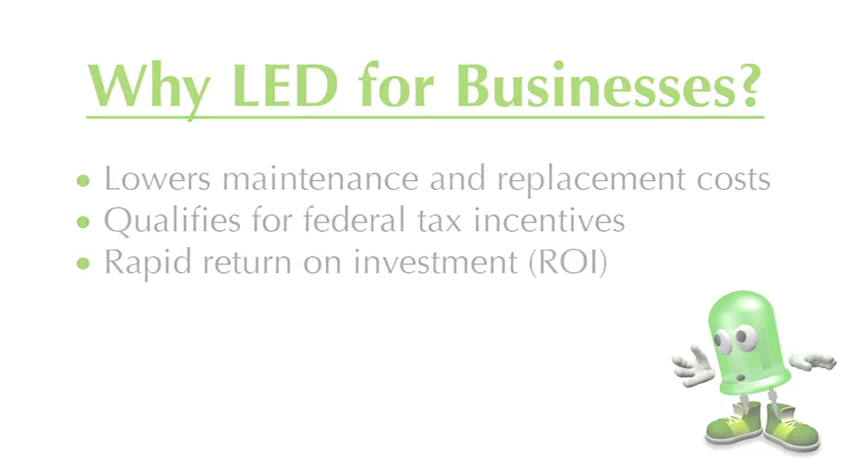 Why LED for Businesses?
• Lowers maintenance and replacement costs
• Qualifies for federal tax incentives
• Rapid return on investment (ROI)